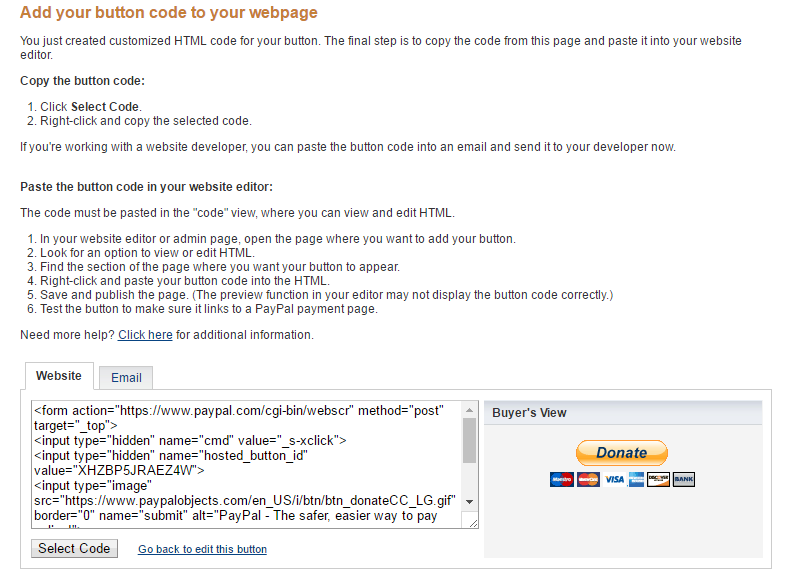 Add your button code to your webpage
You just created customized HTML code for your button. The final step is to copy the code from this page and paste it into your website
editor.
Copy the button code:
1. Click Select Code.
2. Right-click and copy the selected code.
If you're working with a website developer, you can paste the button code into an email and send it to your developer now.
Paste the button code in your website editor:
The code must be pasted in the "code" view, where you can view and edit HTML.
1. In your website editor or admin page, open the page where you want to add your button.
2. Look for an option to view or edit HTML.
3. Find the section of the page where you want your button to appear.
4. Right-click and paste your button code into the HTML.
5. Save and publish the page. (The preview function in your editor may not display the button code correctly.)
6. Test the button to make sure it links to a PayPal payment page.
Need more help? Click here for additional information.
Website
Email
<form action="https://www.paypal.com/cgi-bin/webscr" method="post"
target="_top">
<input type="hidden" name="cmd" value="_s-xclick">
<input type="hidden" name="hosted_button_id"
value="XHZBP5JRAEZ4W">
<input type="image"
src="https://www.paypalobjects.com/en_US/i/btn/btn_donateCC_LG.gif"
border="0" name="submit" alt="PayPal - The safer, easier way to pay
Buyer's View
Donate
Maestro
MasterCard
VISA
DISCOVER
BANK
Select Code
Go back to edit this button